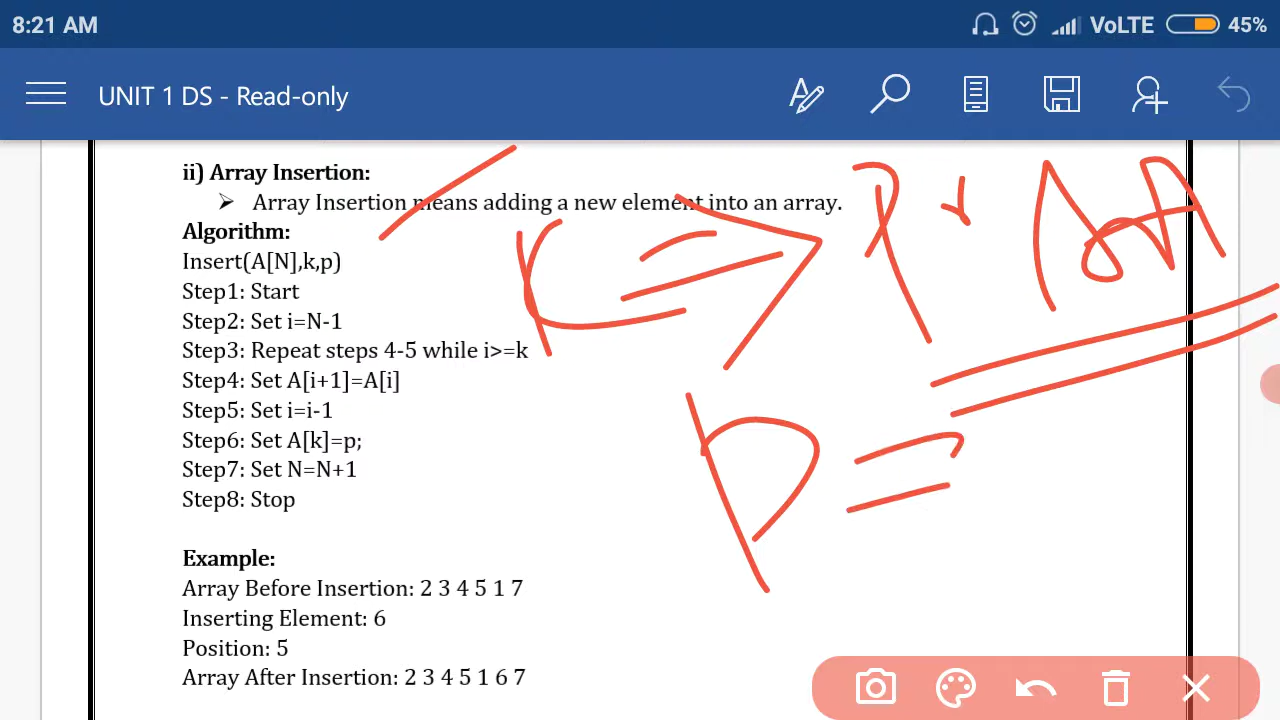 8:21 AM VoLTE 45%
UNIT 1 DS - Read-only
ii) Array Insertion:
➢ Array Insertion means adding a new element into an array.
Algorithm:
Insert(A[N],k,p)
Step1: Start
Step2: Set i=N-1
Step3: Repeat steps 4-5 while i>=k
Step4: Set A[i+1]=A[i]
Step5: Set i=i-1
Step6: Set A[k]=p;
Step7: Set N=N+1
Step8: Stop
Example:
Array Before Insertion: 2 3 4 5 1 7
Inserting Element: 6
Position: 5
Array After Insertion: 2 3 4 5 1 6 7
p =